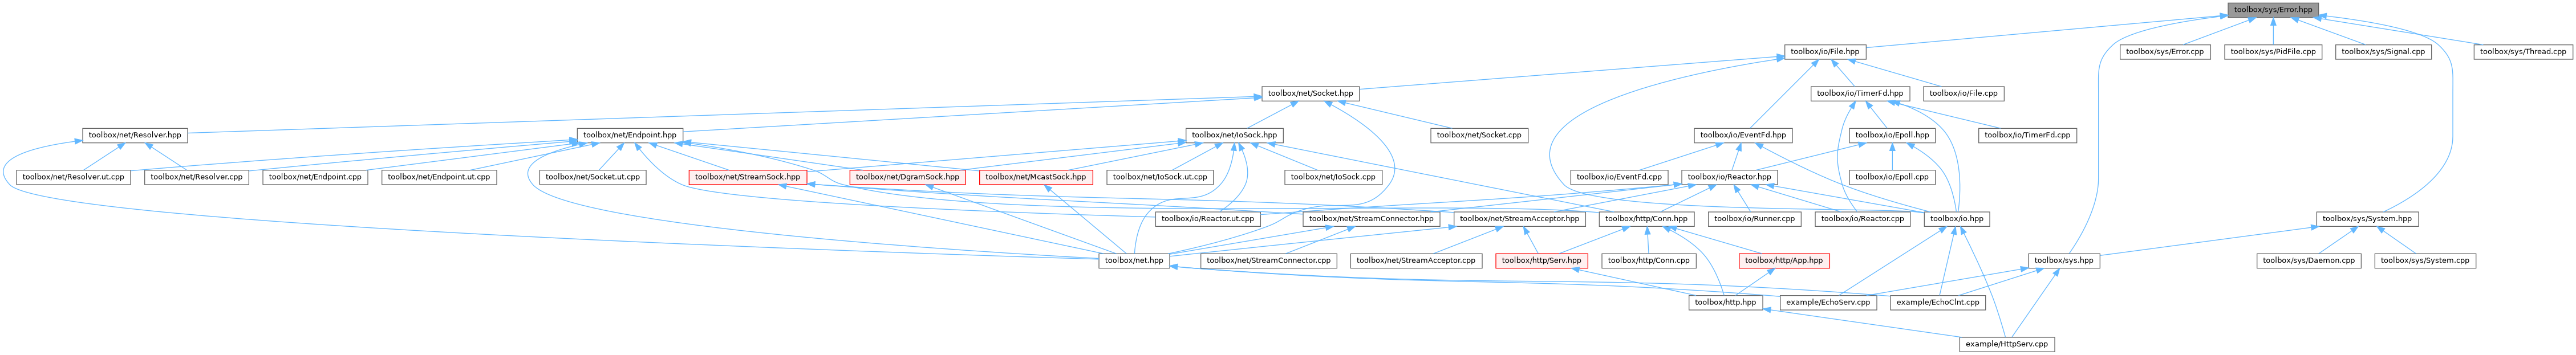 toolbox/sys/Error.hpp
toolbox/io/File.hpp
toolbox/sys/Error.cpp
toolbox/sys/PidFile.cpp
toolbox/sys/Signal.cpp
toolbox/sys/Thread.cpp
toolbox/net/Socket.hpp
toolbox/io/TimerFd.hpp
toolbox/io/File.cpp
toolbox/net/Resolver.hpp
toolbox/net/Endpoint.hpp
toolbox/net/IoSock.hpp
toolbox/net/Socket.cpp
toolbox/io/EventFd.hpp
toolbox/io/Epoll.hpp
toolbox/io/TimerFd.cpp
toolbox/net/Resolver.ut.cpp
toolbox/net/Resolver.cpp
toolbox/net/Endpoint.cpp
toolbox/net/Endpoint.ut.cpp
toolbox/net/Socket.ut.cpp
toolbox/net/StreamSock.hpp
toolbox/net/DgramSock.hpp
toolbox/net/McastSock.hpp
toolbox/net/IoSock.ut.cpp
toolbox/net/IoSock.cpp
toolbox/io/EventFd.cpp
toolbox/io/Reactor.hpp
toolbox/io/Epoll.cpp
toolbox/io/Reactor.ut.cpp
toolbox/net/StreamConnector.hpp
toolbox/net/StreamAcceptor.hpp
toolbox/http/Conn.hpp
toolbox/io/Runner.cpp
toolbox/io/Reactor.cpp
toolbox/io.hpp
toolbox/sys/System.hpp
toolbox/net.hpp
toolbox/net/StreamConnector.cpp
toolbox/net/StreamAcceptor.cpp
toolbox/http/Serv.hpp
toolbox/http/Conn.cpp
toolbox/http/App.hpp
toolbox/sys.hpp
toolbox/sys/Daemon.cpp
toolbox/sys/System.cpp
toolbox/http.hpp
example/EchoServ.cpp
example/EchoClnt.cpp
example/HttpServ.cpp